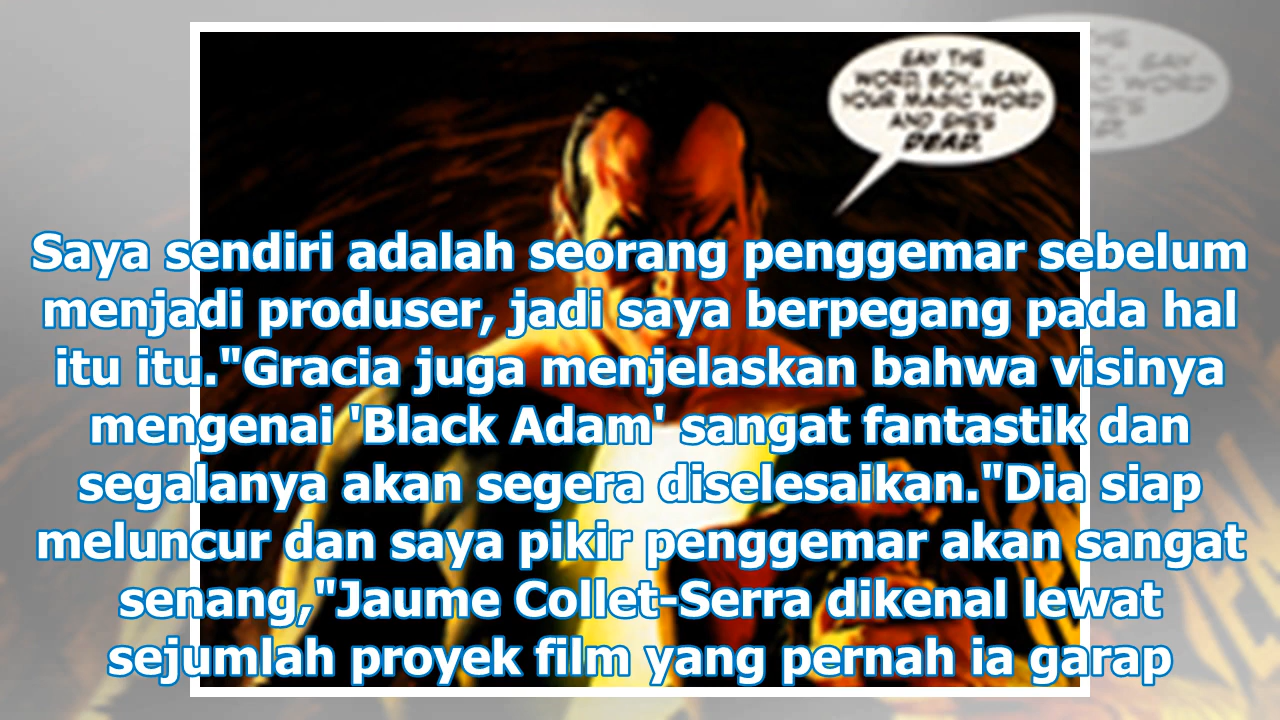 SAY THE
WORD, BOY... SAY
YOUR MAGIC WORD
AND SHE'S
DEAD.
Saya sendiri adalah seorang penggemar sebelum
menjadi produser, jadi saya berpegang pada hal
itu itu."Gracia juga menjelaskan bahwa visinya
mengenai 'Black Adam' sangat fantastik dan
segalanya akan segera diselesaikan."Dia siap
meluncur dan saya pikir penggemar akan sangat
senang,"Jaume Collet-Serra dikenal lewat
sejumlah proyek film yang pernah ia garap